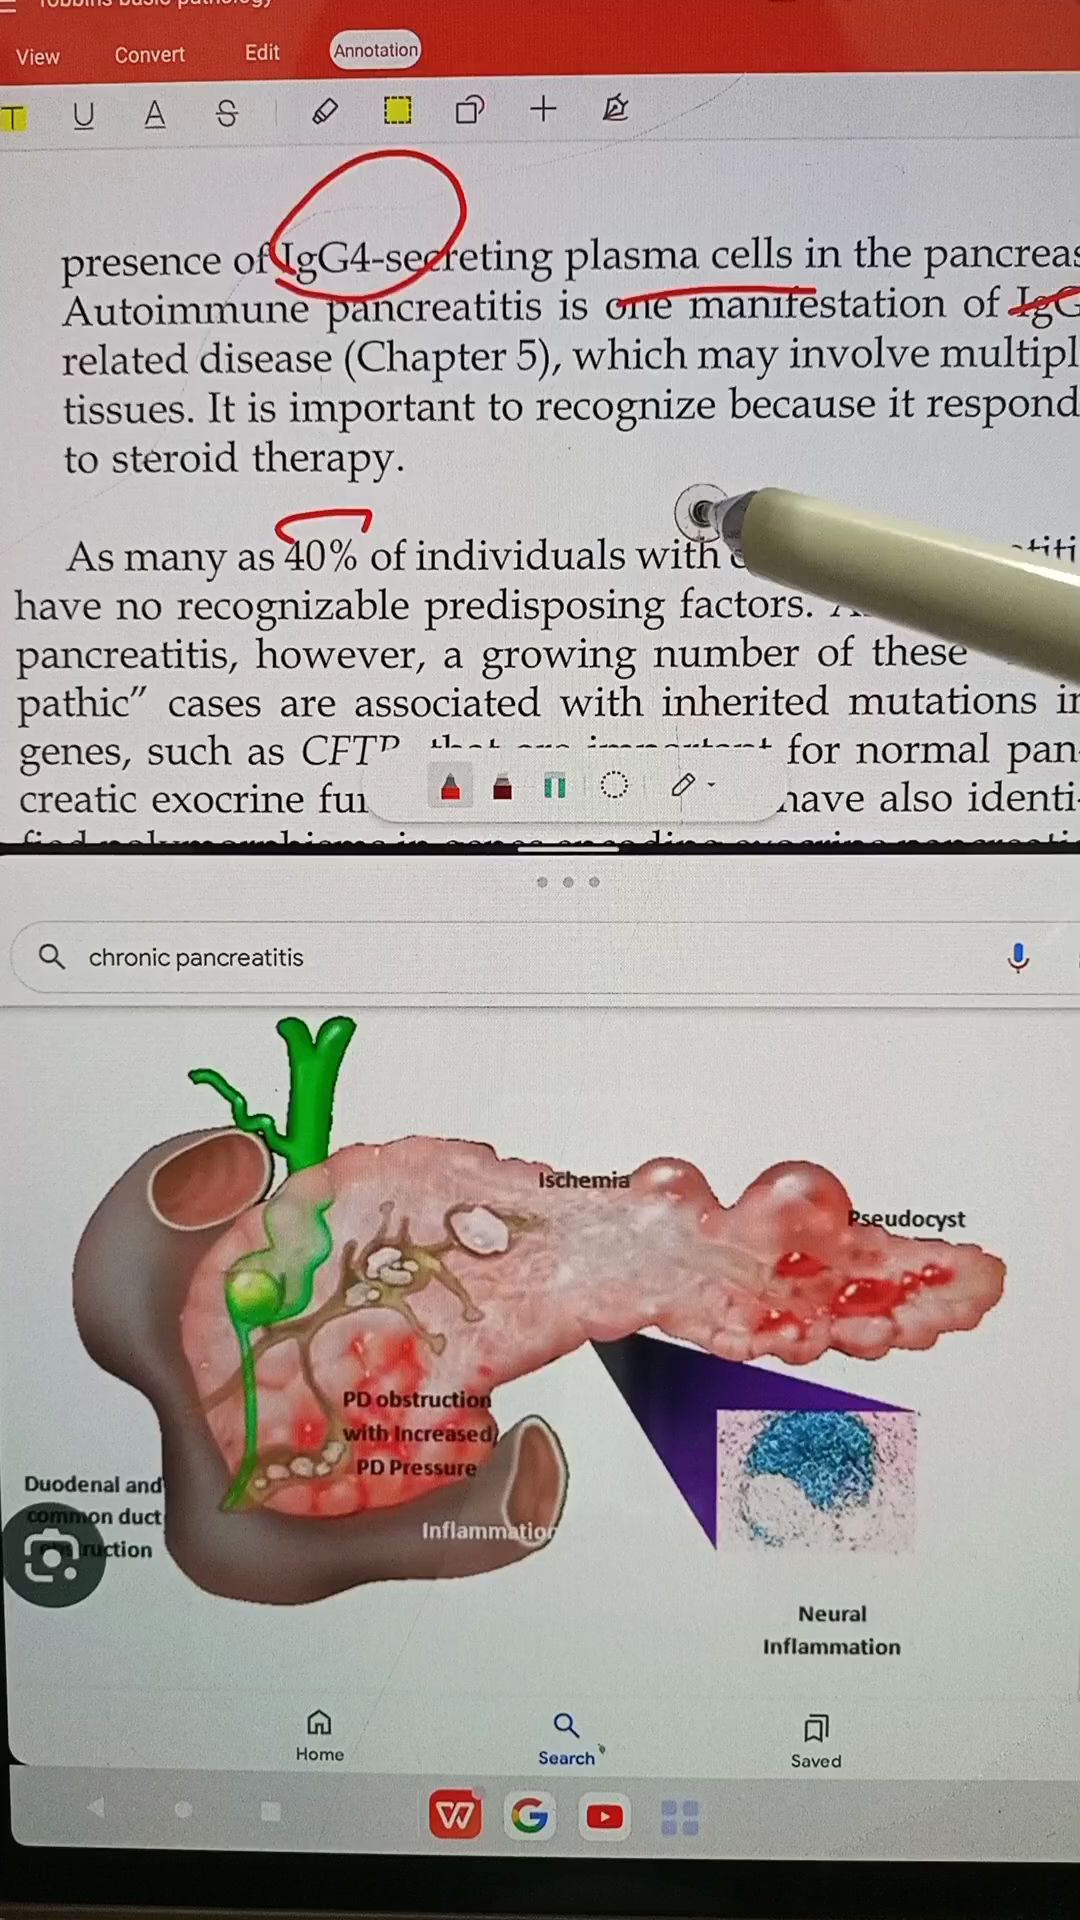 View Convert Edit Annotation
T U A S
presence of IgG4-secreting plasma cells in the pancreas
Autoimmune pancreatitis is one manifestation of IgG
related disease (Chapter 5), which may involve multipl
tissues. It is important to recognize because it respond
to steroid therapy.
As many as 40% of individuals with
have no recognizable predisposing factors.
pancreatitis, however, a growing number of these
pathic” cases are associated with inherited mutations in
genes, such as for normal pan-
creatic exocrine have also identi-
chronic pancreatitis
Ischemia
Pseudocyst
PD obstruction
with Increased
PD Pressure
Duodenal and
common duct
Inflammation
Neural
Inflammation
Home
Search
Saved